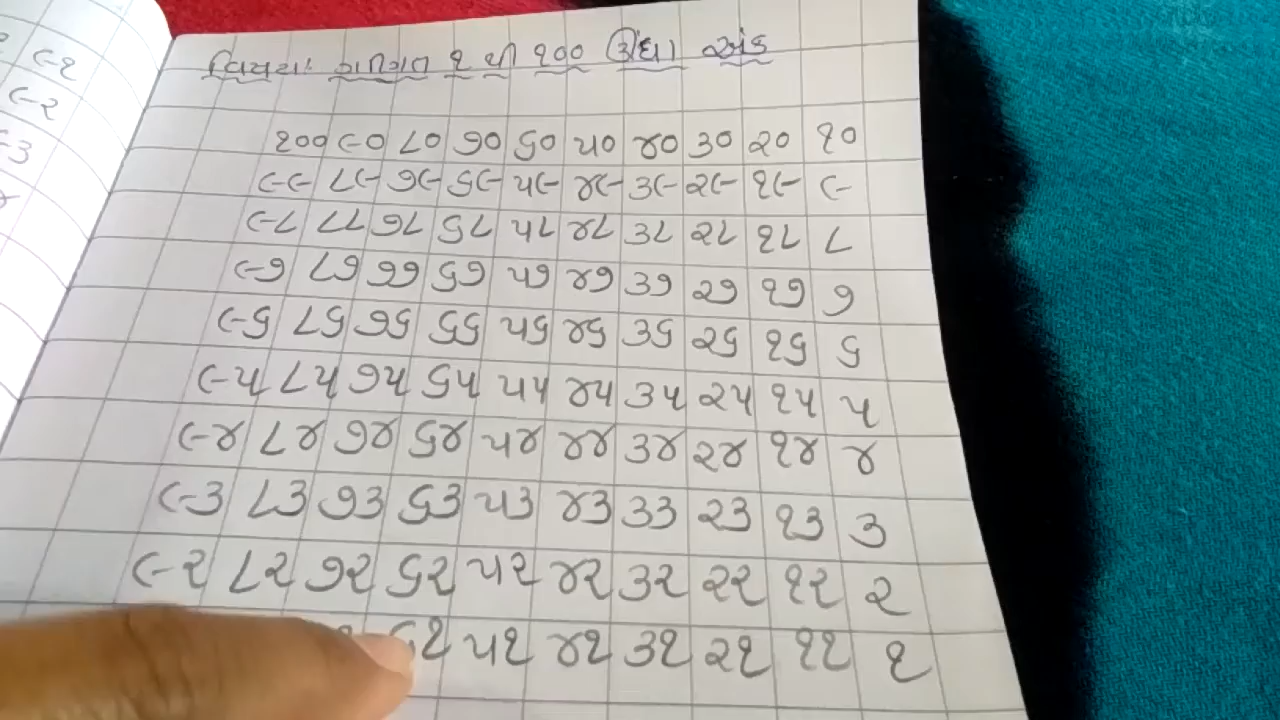 વિષય: ગણિત ૧ થી ૧૦૦ ઊંધા અંક
૧૦૦ ૯૦ ૮૦ ૭૦ ૬૦ ૫૦ ૪૦ ૩૦ ૨૦ ૧૦
૯૯ ૮૯ ૭૯ ૬૯ ૫૯ ૪૯ ૩૯ ૨૯ ૧૯ ૯
૯૮ ૮૮ ૭૮ ૬૮ ૫૮ ૪૮ ૩૮ ૨૮ ૧૮ ૮
૯૭ ૮૭ ૭૭ ૬૭ ૫૭ ૪૭ ૩૭ ૨૭ ૧૭ ૭
૯૬ ૮૬ ૭૬ ૬૬ ૫૬ ૪૬ ૩૬ ૨૬ ૧૬ ૬
૯૫ ૮૫ ૭૫ ૬૫ ૫૫ ૪૫ ૩૫ ૨૫ ૧૫ ૫
૯૪ ૮૪ ૭૪ ૬૪ ૫૪ ૪૪ ૩૪ ૨૪ ૧૪ ૪
૯૩ ૮૩ ૭૩ ૬૩ ૫૩ ૪૩ ૩૩ ૨૩ ૧૩ ૩
૯૨ ૮૨ ૭૨ ૬૨ ૫૨ ૪૨ ૩૨ ૨૨ ૧૨ ૨
૬૧ ૫૧ ૪૧ ૩૧ ૨૧ ૧૧ ૧
૯૧
૯૨